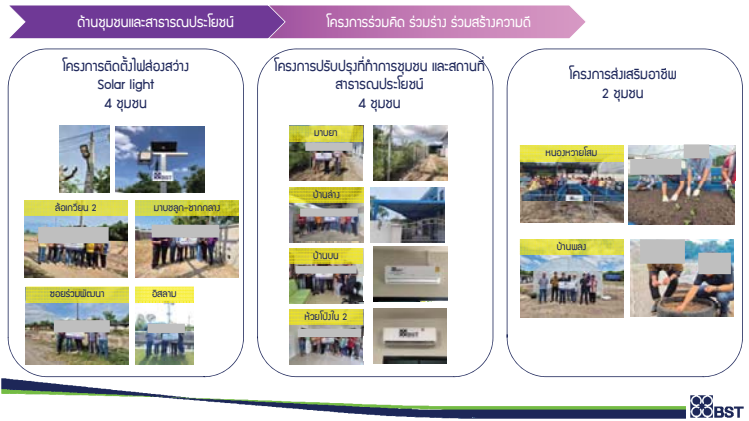 ด้านชุมชนและสาธารณประโยชน์
โครงการร่วมคิด ร่วมร่าง ร่วมสร้างความดี
โครงการติดตั้งไฟส่องสว่าง
Solar light
4 ชุมชน
BST
ล้อเกวียน 2
มาบชลูด-ชากกลาง
ซอยร่วมพัฒนา
อิสลาม
โครงการปรับปรุงที่ทำการชุมชน และสถานที่
สาธารณประโยชน์
4 ชุมชน
มาบยา
บ้านล่าง
บ้านบน
ห้วยโป่งใน 2
BST
โครงการส่งเสริมอาชีพ
2 ชุมชน
หนองหวายโสม
บ้านพลง
BST